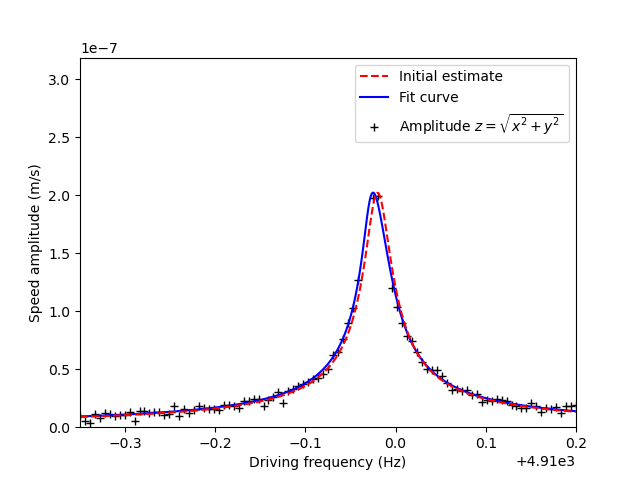 1e−7
3.0
2.5
2.0
1.5
1.0
0.5
0.0
Speed amplitude (m/s)
Initial estimate
Fit curve
Amplitude z = √x² + y²
−0.3 −0.2 −0.1 0.0 0.1 0.2
Driving frequency (Hz)
+4.91e3